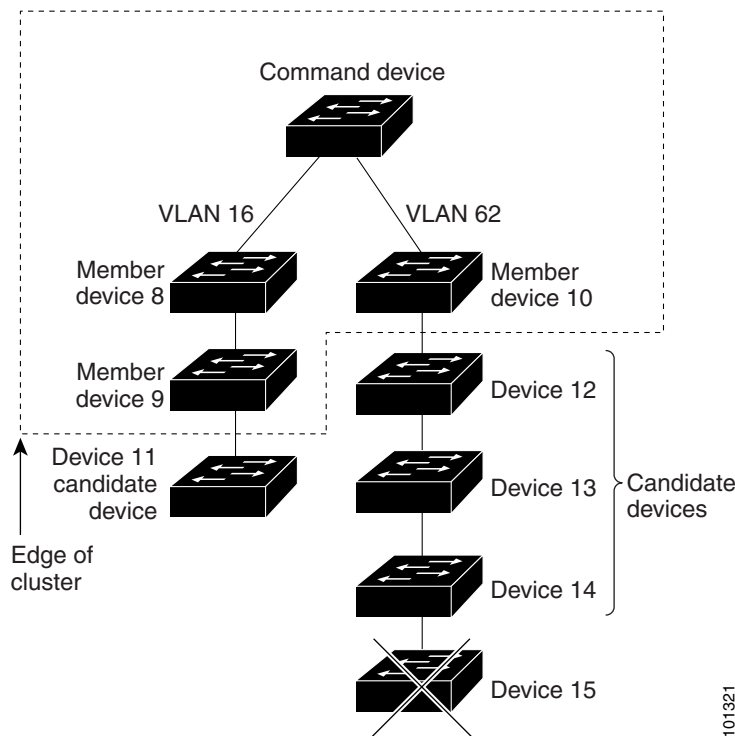 Command device
VLAN 16
VLAN 62
Member
device 8
Member
device 10
Member
device 9
Device 12
Device 11
candidate
device
Device 13
Candidate
devices
Edge of
cluster
Device 14
Device 15
101321